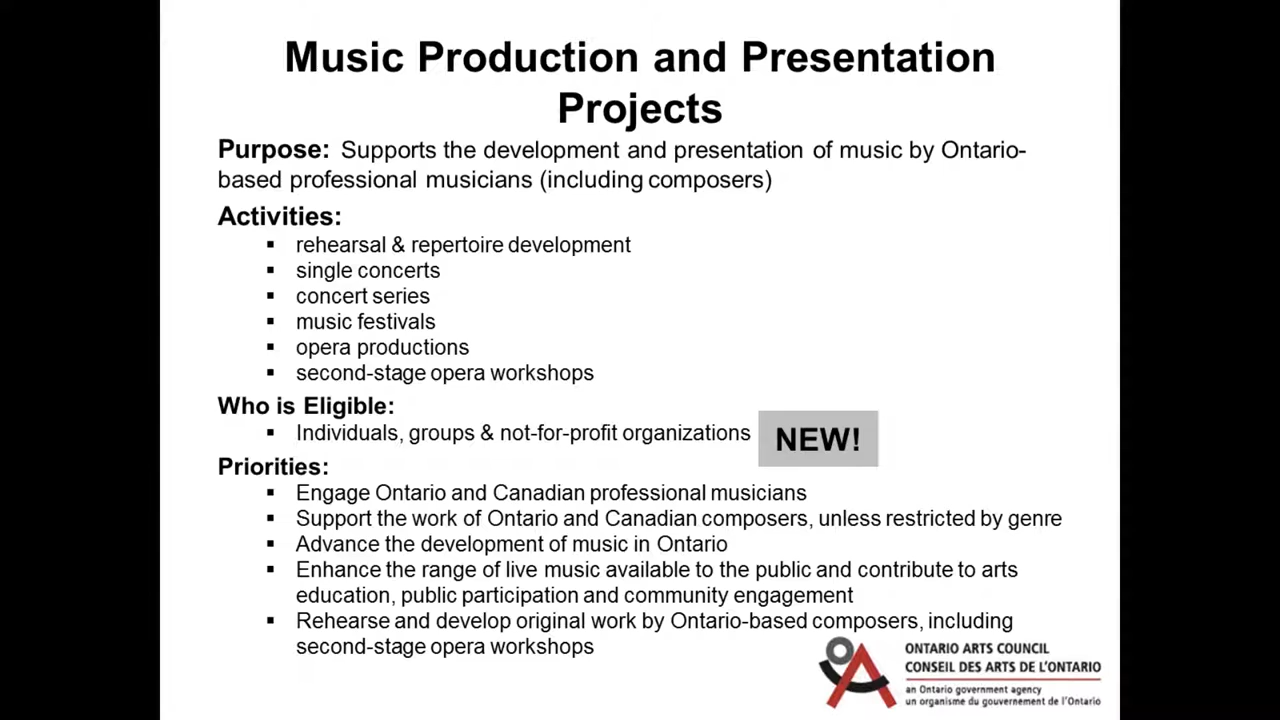 Music Production and Presentation
Projects
Purpose: Supports the development and presentation of music by Ontario-
based professional musicians (including composers)
Activities:
▪ rehearsal & repertoire development
▪ single concerts
▪ concert series
▪ music festivals
▪ opera productions
▪ second-stage opera workshops
Who is Eligible:
▪ Individuals, groups & not-for-profit organizations
NEW!
Priorities:
▪ Engage Ontario and Canadian professional musicians
▪ Support the work of Ontario and Canadian composers, unless restricted by genre
▪ Advance the development of music in Ontario
▪ Enhance the range of live music available to the public and contribute to arts
education, public participation and community engagement
▪ Rehearse and develop original work by Ontario-based composers, including
second-stage opera workshops
ONTARIO ARTS COUNCIL
CONSEIL DES ARTS DE L'ONTARIO
an Ontario government agency
un organisme du gouvernement de l'Ontario